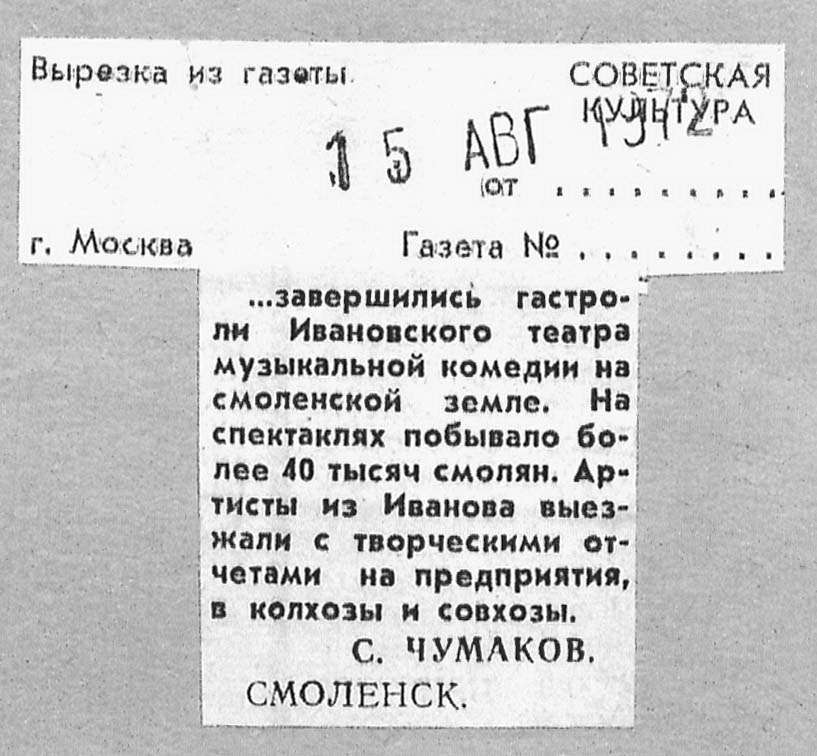 Вырезка из газеты
СОВЕТСКАЯ
КУЛЬТУРА
15 АВГ 1972
от ..........
г. Москва
Газета № ........
...завершились гастро-
ли Ивановского театра
музыкальной комедии на
смоленской земле. На
спектаклях побывало бо-
лее 40 тысяч смолян. Ар-
тисты из Иванова выез-
жали с творческими от-
четами на предприятия,
в колхозы и совхозы.
С. ЧУМАКОВ.
СМОЛЕНСК.